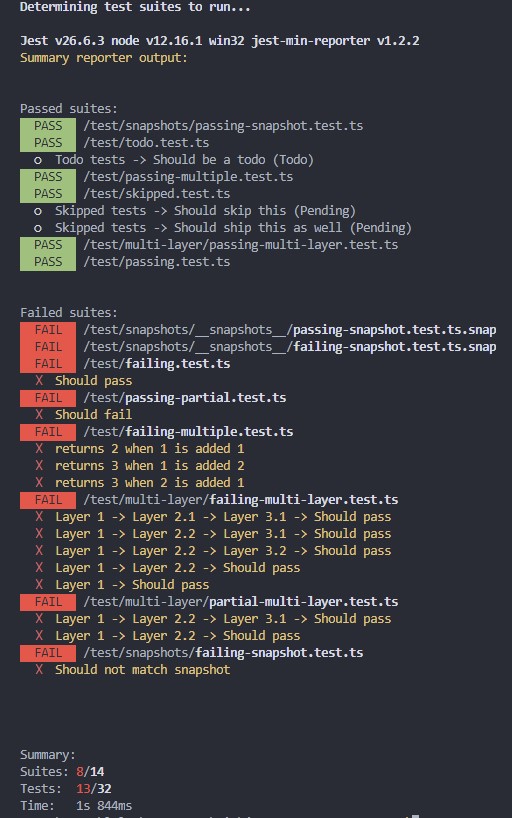 Determining test suites to run...
Jest v26.6.3 node v12.16.1 win32 jest-min-reporter v1.2.2
Summary reporter output:
Passed suites:
PASS /test/snapshots/passing-snapshot.test.ts
PASS /test/todo.test.ts
o Todo tests -> Should be a todo (Todo)
PASS /test/passing-multiple.test.ts
PASS /test/skipped.test.ts
o Skipped tests -> Should skip this (Pending)
o Skipped tests -> Should ship this as well (Pending)
PASS /test/multi-layer/passing-multi-layer.test.ts
PASS /test/passing.test.ts
Failed suites:
FAIL /test/snapshots/__snapshots__/passing-snapshot.test.ts.snap
FAIL /test/snapshots/__snapshots__/failing-snapshot.test.ts.snap
FAIL /test/failing.test.ts
X Should pass
FAIL /test/passing-partial.test.ts
X Should fail
FAIL /test/failing-multiple.test.ts
X returns 2 when 1 is added 1
X returns 3 when 1 is added 2
X returns 3 when 2 is added 1
FAIL /test/multi-layer/failing-multi-layer.test.ts
X Layer 1 -> Layer 2.1 -> Layer 3.1 -> Should pass
X Layer 1 -> Layer 2.2 -> Layer 3.1 -> Should pass
X Layer 1 -> Layer 2.2 -> Layer 3.2 -> Should pass
X Layer 1 -> Layer 2.2 -> Should pass
X Layer 1 -> Should pass
FAIL /test/multi-layer/partial-multi-layer.test.ts
X Layer 1 -> Layer 2.2 -> Layer 3.1 -> Should pass
X Layer 1 -> Layer 2.2 -> Should pass
FAIL /test/snapshots/failing-snapshot.test.ts
X Should not match snapshot
Summary:
Suites: 8/14
Tests: 13/32
Time: 1s 844ms